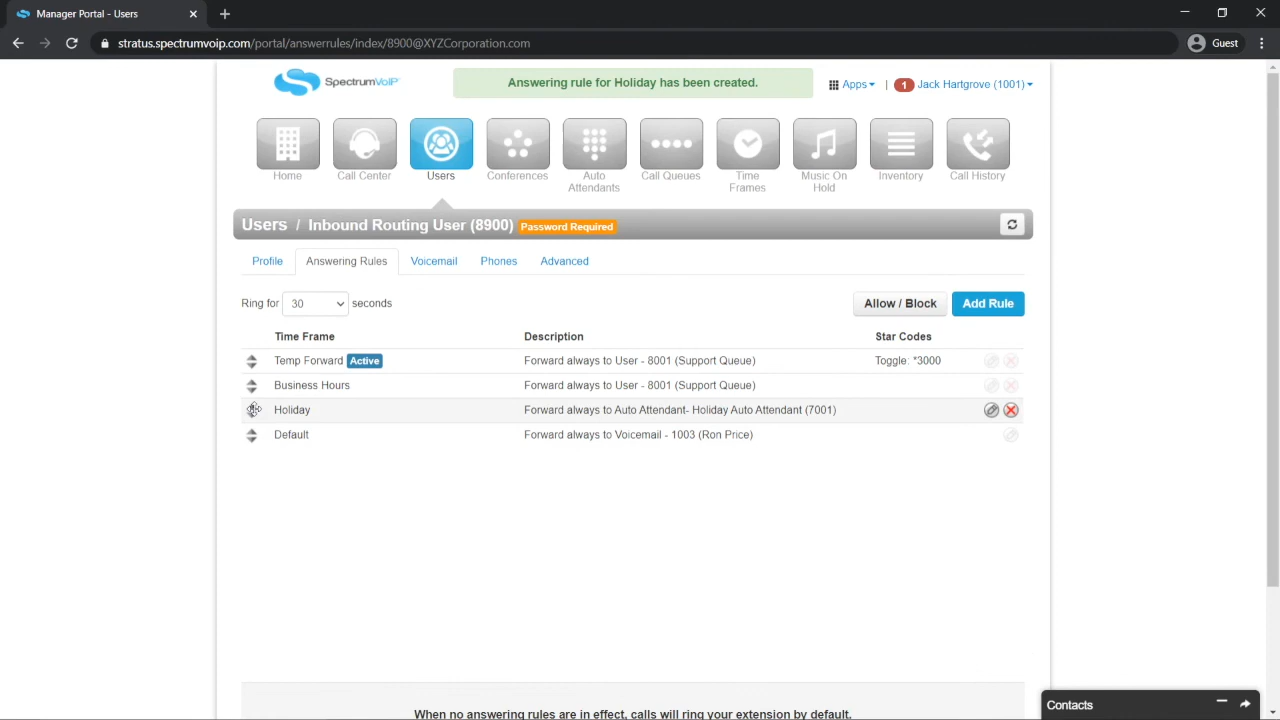 Manager Portal - Users
stratus.spectrumvoip.com/portal/answerrules/index/8900@XYZCorporation.com
Guest
SpectrumVoIP
Answering rule for Holiday has been created.
Apps | 1 Jack Hartgrove (1001)
Home
Call Center
Users
Conferences
Auto
Attendants
Call Queues
Time
Frames
Music On
Hold
Inventory
Call History
Users / Inbound Routing User (8900) Password Required
Profile Answering Rules Voicemail Phones Advanced
Ring for 30 seconds
Allow / Block Add Rule
Time Frame Description Star Codes
Temp Forward Active Forward always to User - 8001 (Support Queue) Toggle: *3000
Business Hours Forward always to User - 8001 (Support Queue)
Holiday Forward always to Auto Attendant- Holiday Auto Attendant (7001)
Default Forward always to Voicemail - 1003 (Ron Price)
When no answering rules are in effect, calls will ring your extension by default.
Contacts